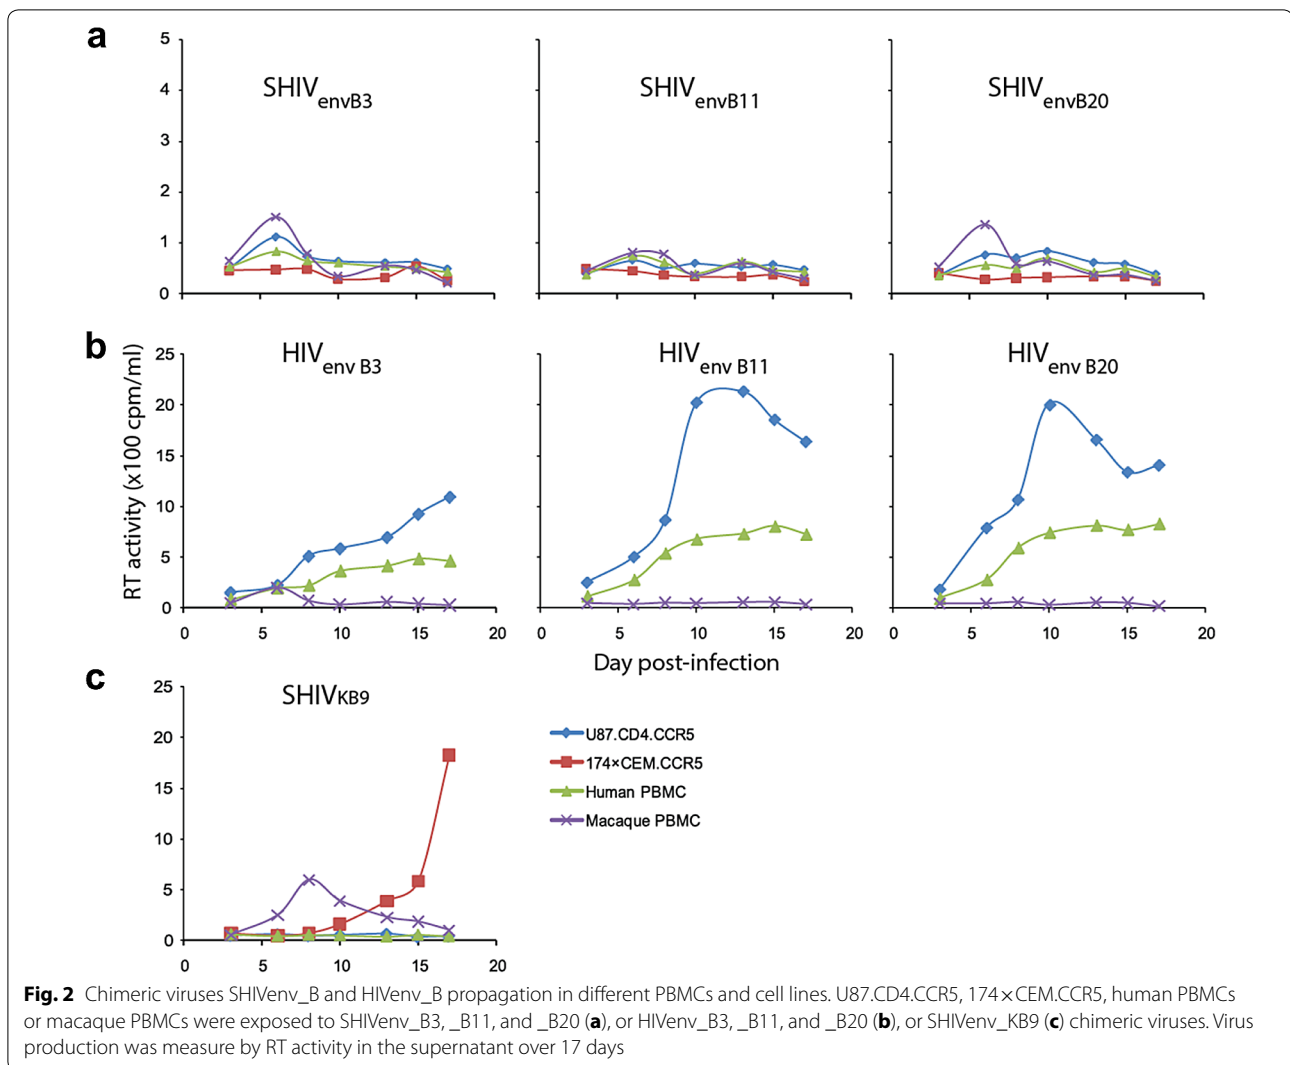 a
5
4
3
2
1
0
SHIVenvB3
SHIVenvB11
SHIVenvB20
b
RT activity (x100 cpm/ml)
25
20
15
10
5
0
HIVenv B3
HIVenv B11
HIVenv B20
0 5 10 15 20
0 5 10 15 20
0 5 10 15 20
Day post-infection
c
25
20
15
10
5
0
SHIVKB9
0 5 10 15 20
U87.CD4.CCR5
174×CEM.CCR5
Human PBMC
Macaque PBMC
Fig. 2 Chimeric viruses SHIVenv_B and HIVenv_B propagation in different PBMCs and cell lines. U87.CD4.CCR5, 174×CEM.CCR5, human PBMCs
or macaque PBMCs were exposed to SHIVenv_B3, _B11, and _B20 (a), or HIVenv_B3, _B11, and _B20 (b), or SHIVenv_KB9 (c) chimeric viruses. Virus
production was measure by RT activity in the supernatant over 17 days